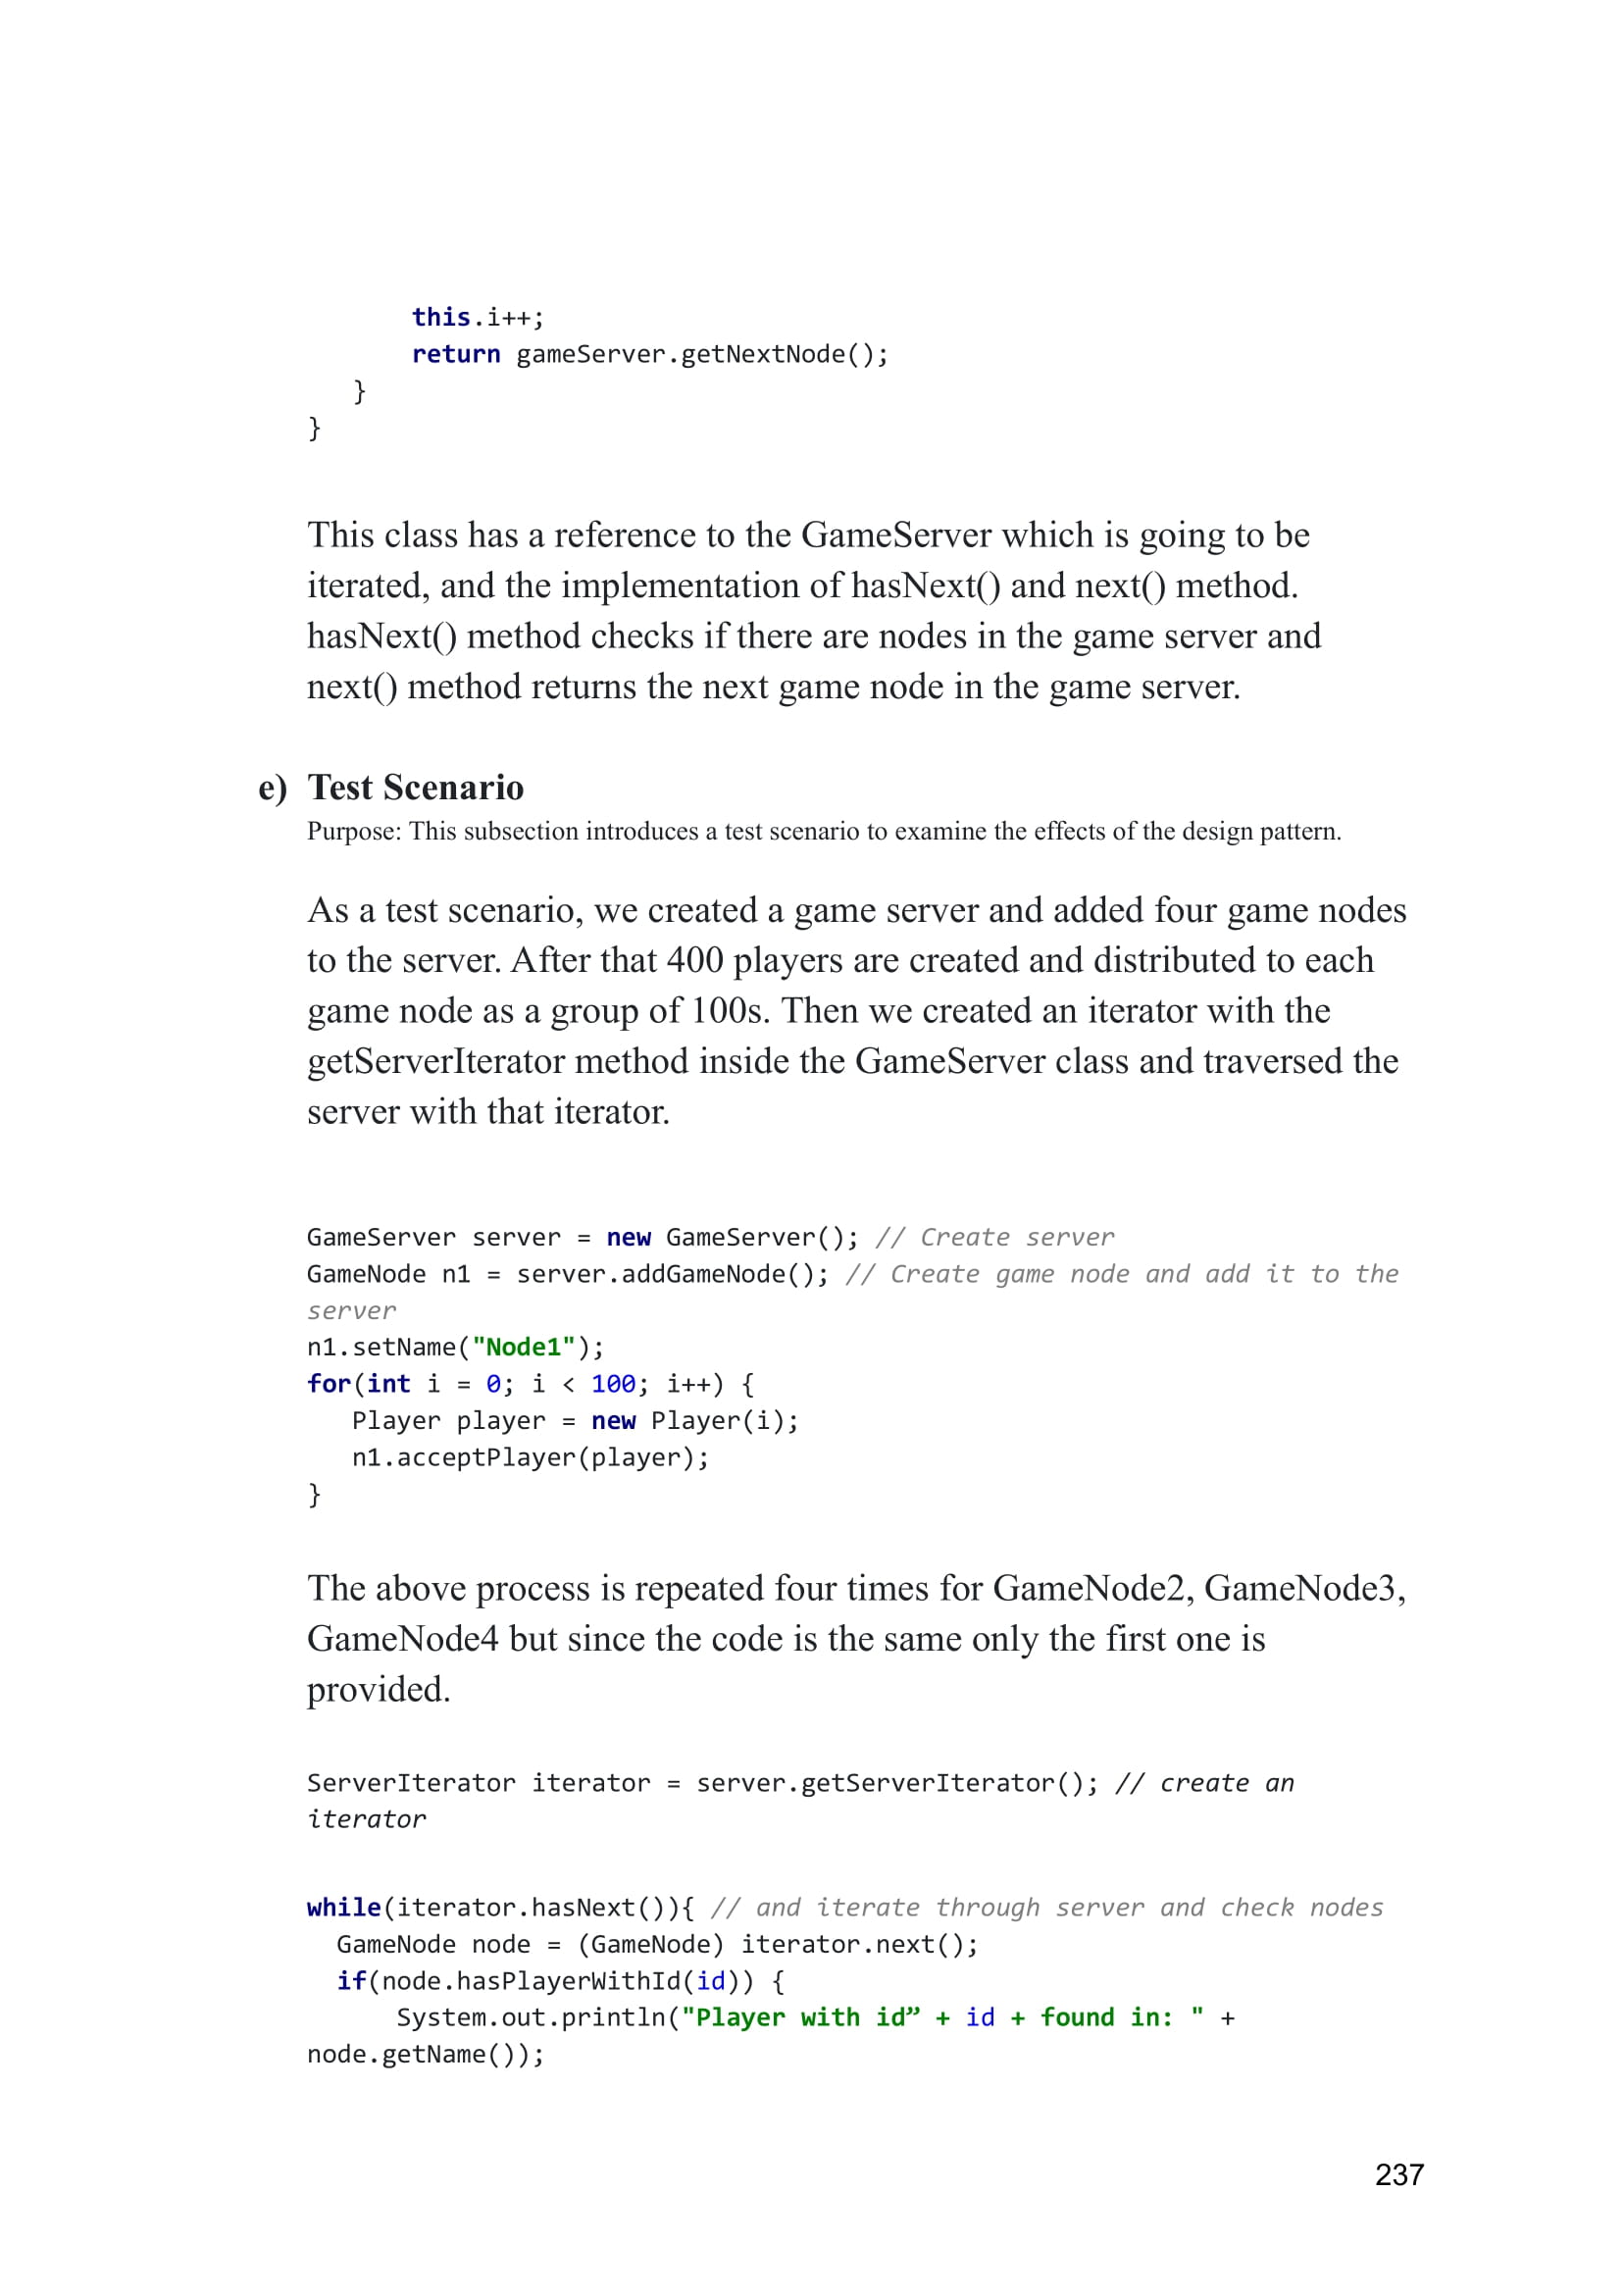 this.i++;
return gameServer.getNextNode();
}
}
This class has a reference to the GameServer which is going to be
iterated, and the implementation of hasNext() and next() method.
hasNext() method checks if there are nodes in the game server and
next() method returns the next game node in the game server.
e) Test Scenario
Purpose: This subsection introduces a test scenario to examine the effects of the design pattern.
As a test scenario, we created a game server and added four game nodes
to the server. After that 400 players are created and distributed to each
game node as a group of 100s. Then we created an iterator with the
getServerIterator method inside the GameServer class and traversed the
server with that iterator.
GameServer server = new GameServer(); // Create server
GameNode n1 = server.addGameNode(); // Create game node and add it to the
server
n1.setName("Node1");
for(int i = 0; i < 100; i++) {
Player player = new Player(i);
n1.acceptPlayer(player);
}
The above process is repeated four times for GameNode2, GameNode3,
GameNode4 but since the code is the same only the first one is
provided.
ServerIterator iterator = server.getServerIterator(); // create an
iterator
while(iterator.hasNext()){ // and iterate through server and check nodes
GameNode node = (GameNode) iterator.next();
if(node.hasPlayerWithId(id)) {
System.out.println("Player with id” + id + found in: " +
node.getName());
237